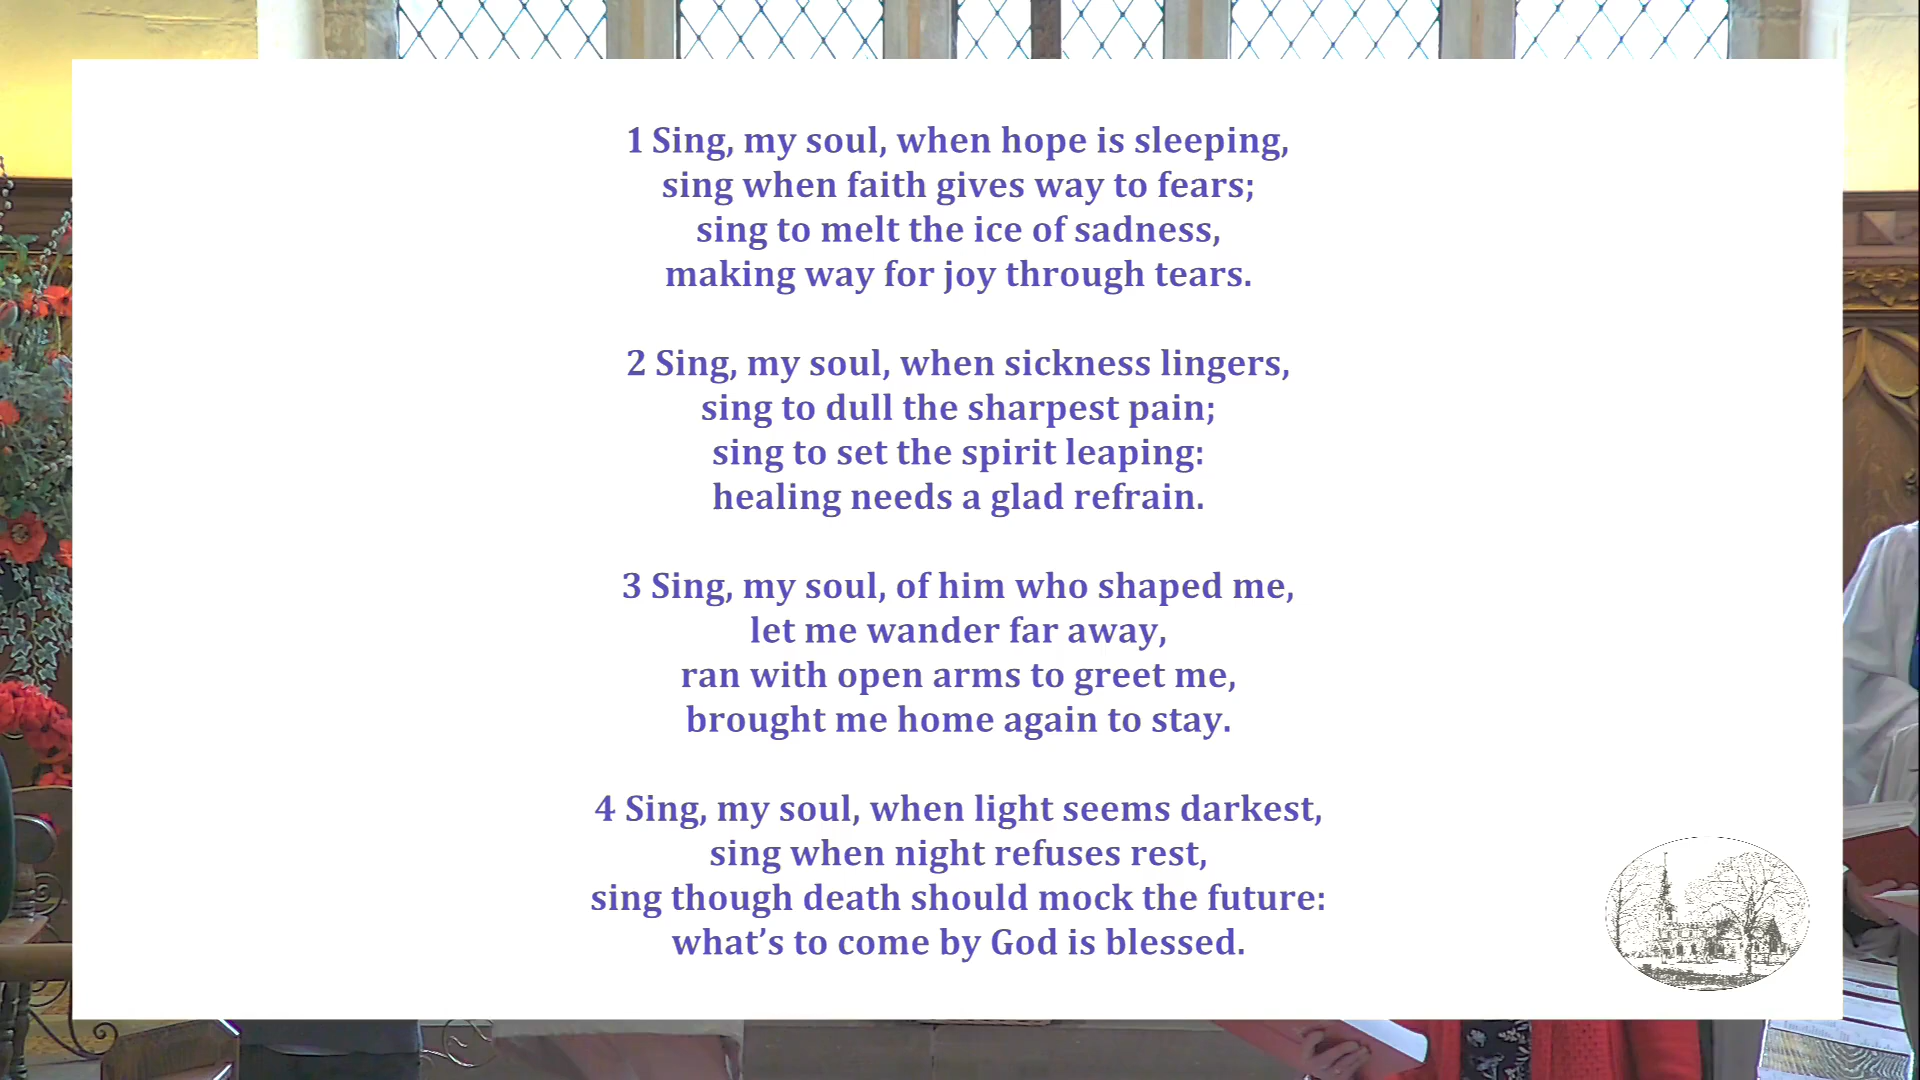 1 Sing, my soul, when hope is sleeping,
sing when faith gives way to fears;
sing to melt the ice of sadness,
making way for joy through tears.
2 Sing, my soul, when sickness lingers,
sing to dull the sharpest pain;
sing to set the spirit leaping:
healing needs a glad refrain.
3 Sing, my soul, of him who shaped me,
let me wander far away,
ran with open arms to greet me,
brought me home again to stay.
4 Sing, my soul, when light seems darkest,
sing when night refuses rest,
sing though death should mock the future:
what’s to come by God is blessed.